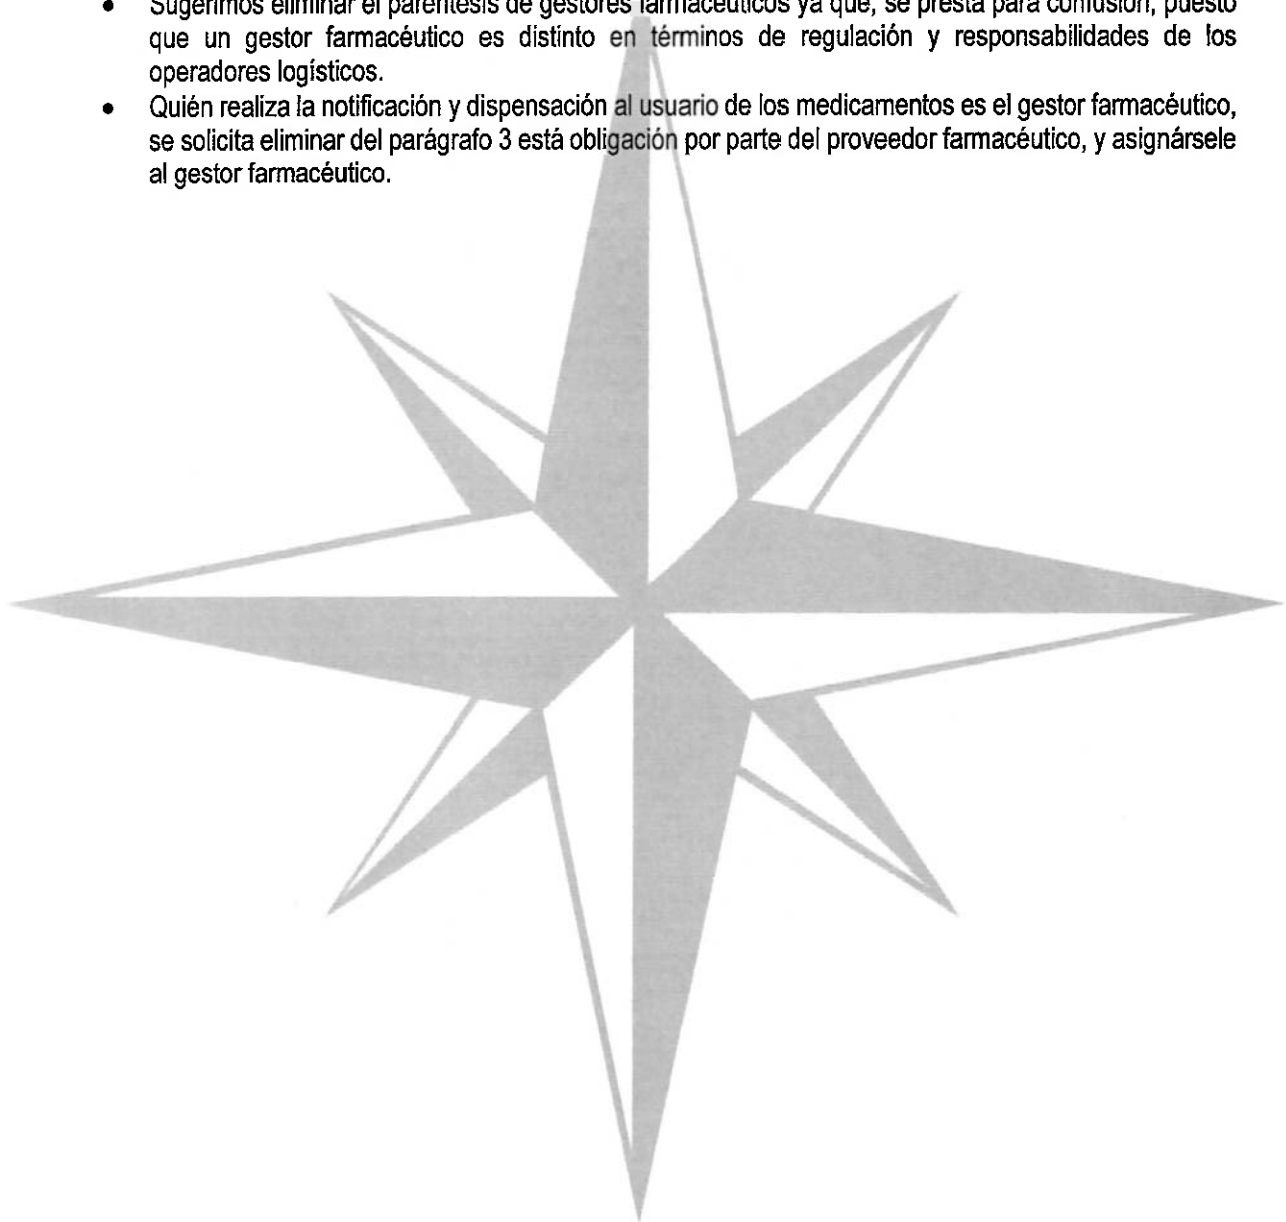 Sugerimos eliminar el paréntesis de gestores farmacéuticos ya que, se presta para confusión, puesto
que un gestor farmacéutico es distinto en términos de regulación y responsabilidades de los
operadores logísticos.
Quién realiza la notificación y dispensación al usuario de los medicamentos es el gestor farmacéutico,
se solicita eliminar del parágrafo 3 está obligación por parte del proveedor farmacéutico, y asignársele
al gestor farmacéutico.